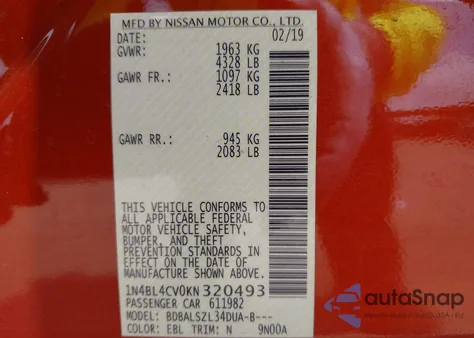 MFD BY NISSAN MOTOR CO., LTD.
DATE: 02/19
GVWR: 1963 KG
4328 LB
GAWR FR.: 1097 KG
2418 LB
GAWR RR.: 945 KG
2083 LB
THIS VEHICLE CONFORMS TO
ALL APPLICABLE FEDERAL
MOTOR VEHICLE SAFETY,
BUMPER, AND THEFT
PREVENTION STANDARDS IN
EFFECT ON THE DATE OF
MANUFACTURE SHOWN ABOVE.
1N4BL4CV0KN320493
PASSENGER CAR 611982
MODEL: BDBALSZL34DUA-B---
COLOR: EBL TRIM: N 9N00A
autoSnap